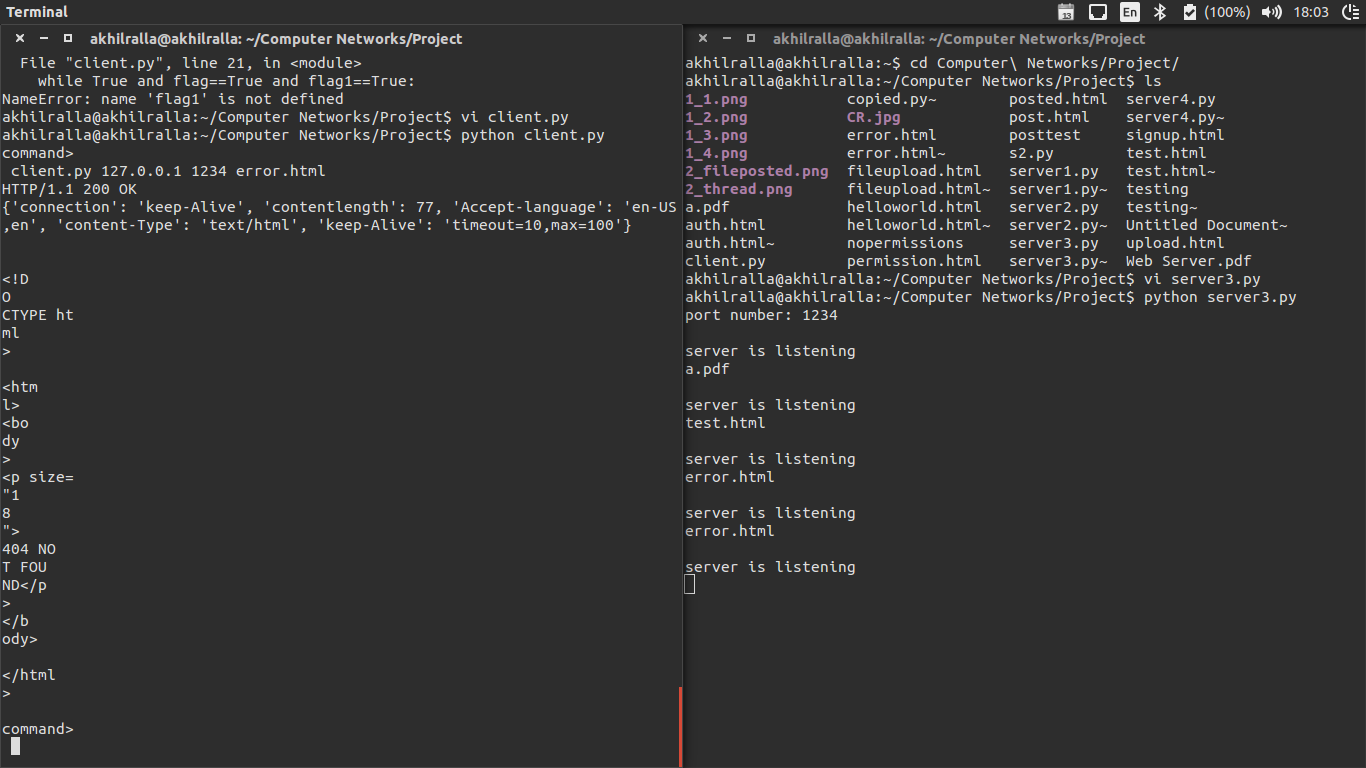 Terminal
13 En (100%) 18:03
akhilralla@akhilralla: ~/Computer Networks/Project
  File "client.py", line 21, in <module>
    while True and flag==True and flag1==True:
NameError: name 'flag1' is not defined
akhilralla@akhilralla:~/Computer Networks/Project$ vi client.py
akhilralla@akhilralla:~/Computer Networks/Project$ python client.py
command>
 client.py 127.0.0.1 1234 error.html
HTTP/1.1 200 OK
{'connection': 'keep-Alive', 'contentlength': 77, 'Accept-language': 'en-US
,en', 'content-Type': 'text/html', 'keep-Alive': 'timeout=10,max=100'}
<!D
O
CTYPE ht
ml
>
<htm
l>
<bo
dy
>
<p size=
"1
8
">
404 NO
T FOU
ND</p
>
</b
ody>
</html
>
command>
akhilralla@akhilralla: ~/Computer Networks/Project
akhilralla@akhilralla:~$ cd Computer\ Networks/Project/
akhilralla@akhilralla:~/Computer Networks/Project$ ls
1_1.png           copied.py~        posted.html  server4.py
1_2.png           CR.jpg            post.html    server4.py~
1_3.png           error.html        posttest     signup.html
1_4.png           error.html~       s2.py        test.html
2_fileposted.png  fileupload.html   server1.py   test.html~
2_thread.png      fileupload.html~  server1.py~  testing
a.pdf             helloworld.html   server2.py   testing~
auth.html         helloworld.html~  server2.py~  Untitled Document~
auth.html~        nopermissions     server3.py   upload.html
client.py         permission.html   server3.py~  Web Server.pdf
akhilralla@akhilralla:~/Computer Networks/Project$ vi server3.py
akhilralla@akhilralla:~/Computer Networks/Project$ python server3.py
port number: 1234
server is listening
a.pdf
server is listening
test.html
server is listening
error.html
server is listening
error.html
server is listening